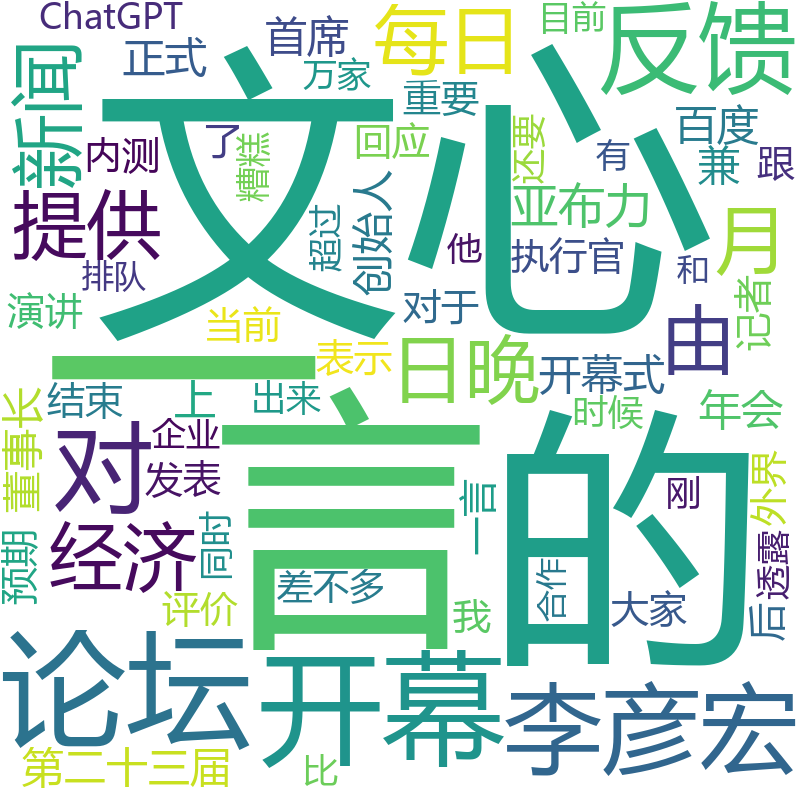 ChatGPT
首席
每日
目前
反馈
正式
万家
新闻
文心
重要
百度
内测
了
糟糕
回应
还要
有
兼
跟
提供
超过
创始人
亚布力
月
他
执行官
和
排队
记者
演讲
对于
当前
由
表示
日晚
开幕式
一言
结束
上
出来
时候
年会
董事长
对
企业
的
发表
一言
外界
刚
经济
预期
同时
透露
差不多
合作
评价
我
大家
后
论坛
开幕
李彦宏
第二十三届
比